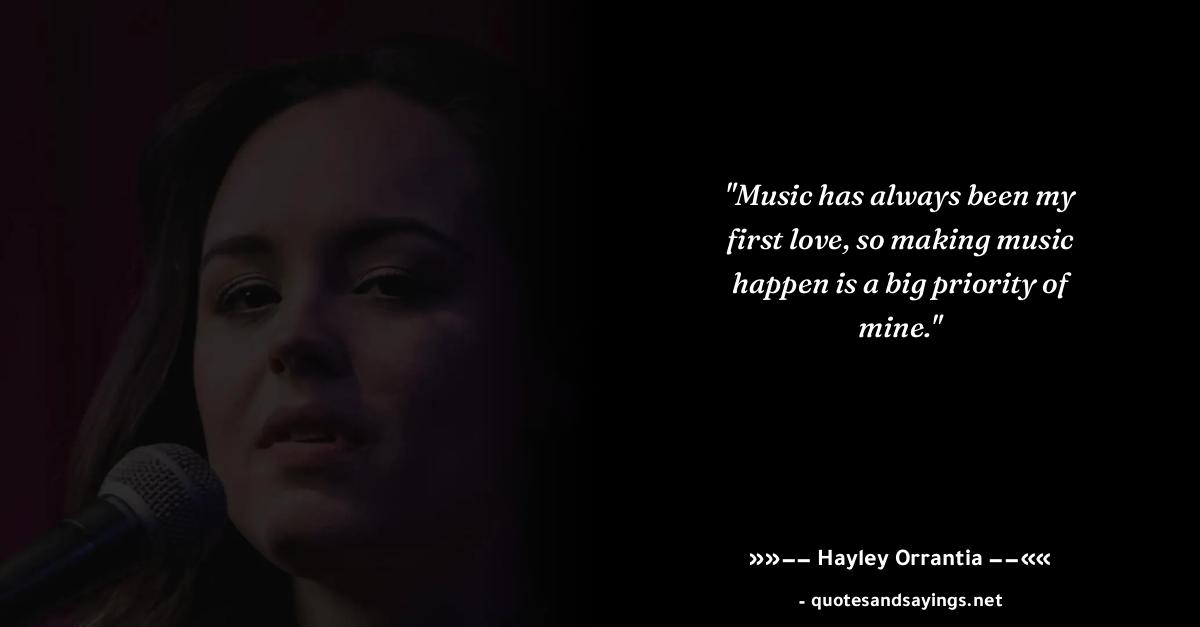 "Music has always been my
first love, so making music
happen is a big priority of
mine."
»»–– Hayley Orrantia ––««
- quotesandsayings.net